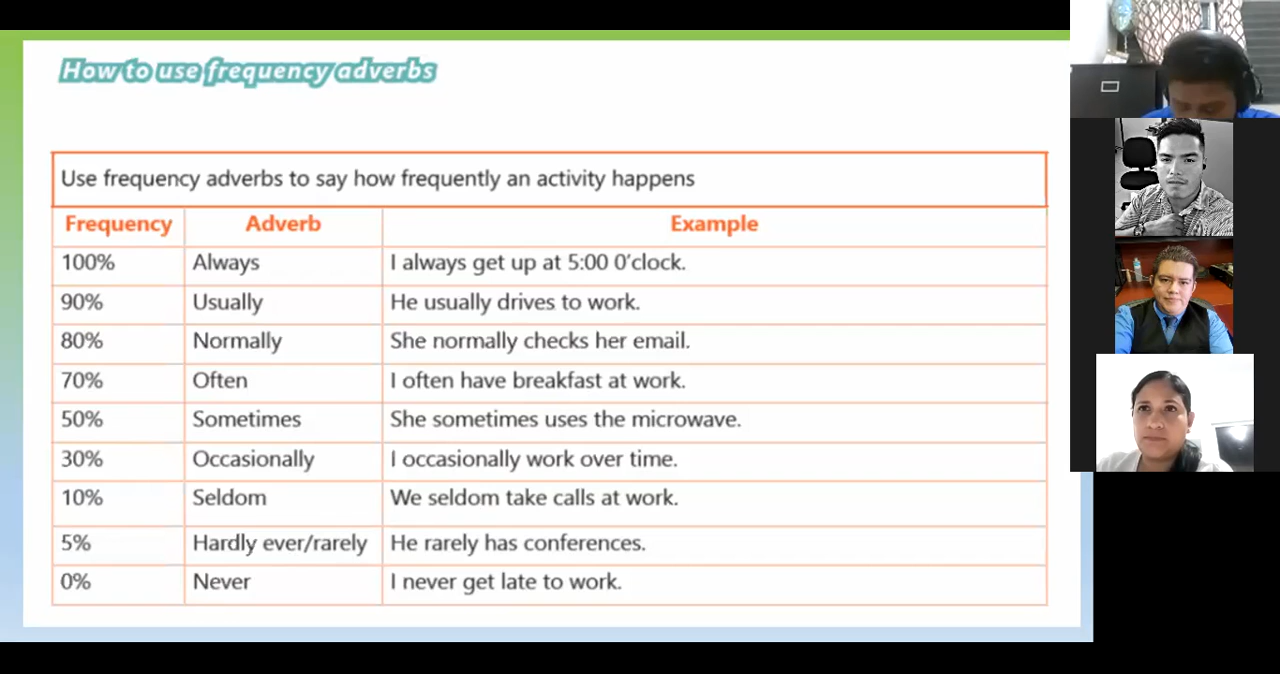 How to use frequency adverbs
Use frequency adverbs to say how frequently an activity happens
Frequency Adverb Example
100% Always I always get up at 5:00 0'clock.
90% Usually He usually drives to work.
80% Normally She normally checks her email.
70% Often I often have breakfast at work.
50% Sometimes She sometimes uses the microwave.
30% Occasionally I occasionally work over time.
10% Seldom We seldom take calls at work.
5% Hardly ever/rarely He rarely has conferences.
0% Never I never get late to work.